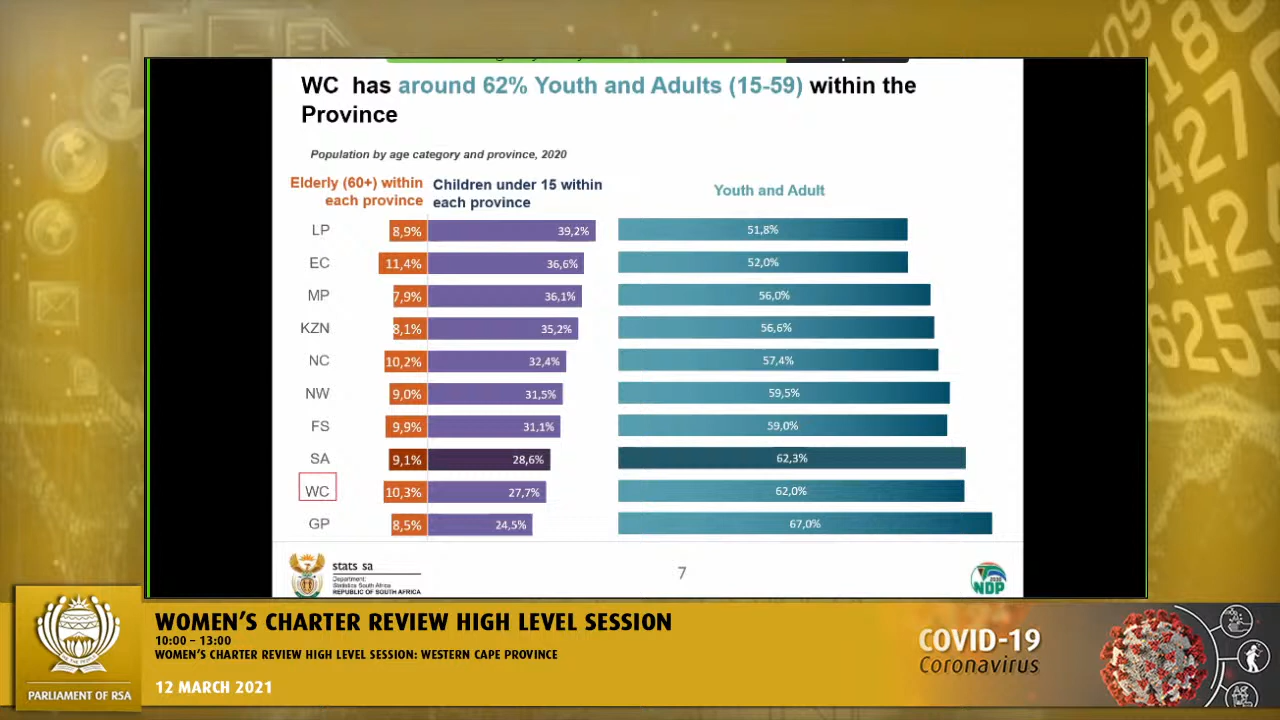 WC has around 62% Youth and Adults (15-59) within the
Province
Population by age category and province, 2020
Elderly (60+) within
each province
Children under 15 within
each province
Youth and Adult
LP 8,9% 39,2% 51,8%
EC 11,4% 36,6% 52,0%
MP 7,9% 36,1% 56,0%
KZN 8,1% 35,2% 56,6%
NC 10,2% 32,4% 57,4%
NW 9,0% 31,5% 59,5%
FS 9,9% 31,1% 59,0%
SA 9,1% 28,6% 62,3%
WC 10,3% 27,7% 62,0%
GP 8,5% 24,5% 67,0%
stats sa
Department:
Statistics South Africa
REPUBLIC OF SOUTH AFRICA
7
NDP
PARLIAMENT OF RSA
WOMEN'S CHARTER REVIEW HIGH LEVEL SESSION
10:00 – 13:00
WOMEN'S CHARTER REVIEW HIGH LEVEL SESSION: WESTERN CAPE PROVINCE
12 MARCH 2021
COVID-19
Coronavirus